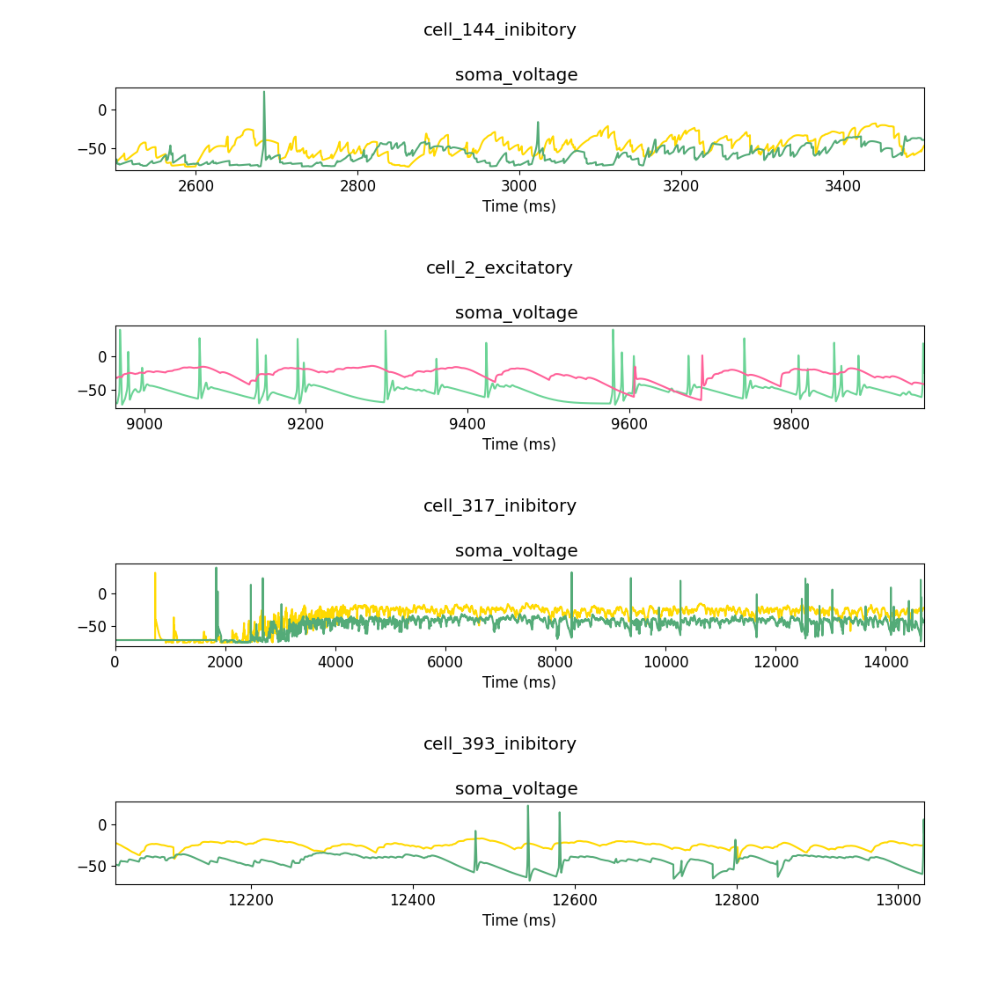 cell_144_inibitory
soma_voltage
0
−50
2600 2800 3000 3200 3400
Time (ms)
cell_2_excitatory
soma_voltage
0
−50
9000 9200 9400 9600 9800
Time (ms)
cell_317_inibitory
soma_voltage
0
−50
0 2000 4000 6000 8000 10000 12000 14000
Time (ms)
cell_393_inibitory
soma_voltage
0
−50
12200 12400 12600 12800 13000
Time (ms)